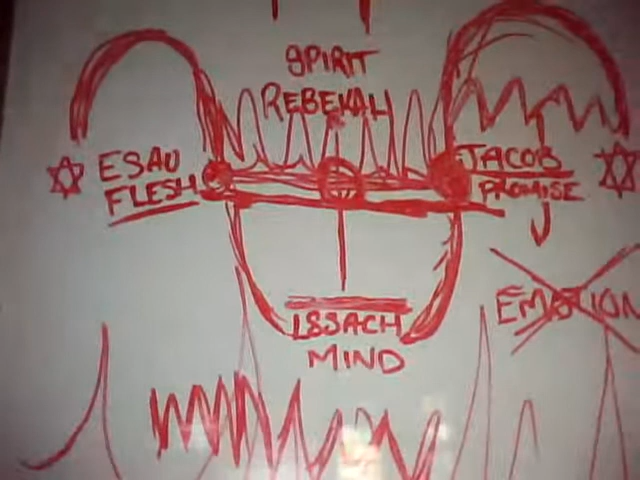 SPIRIT
REBEKAH
ESAU
FLESH
JACOB
PROMISE
EMOTION
ISSACH
MIND